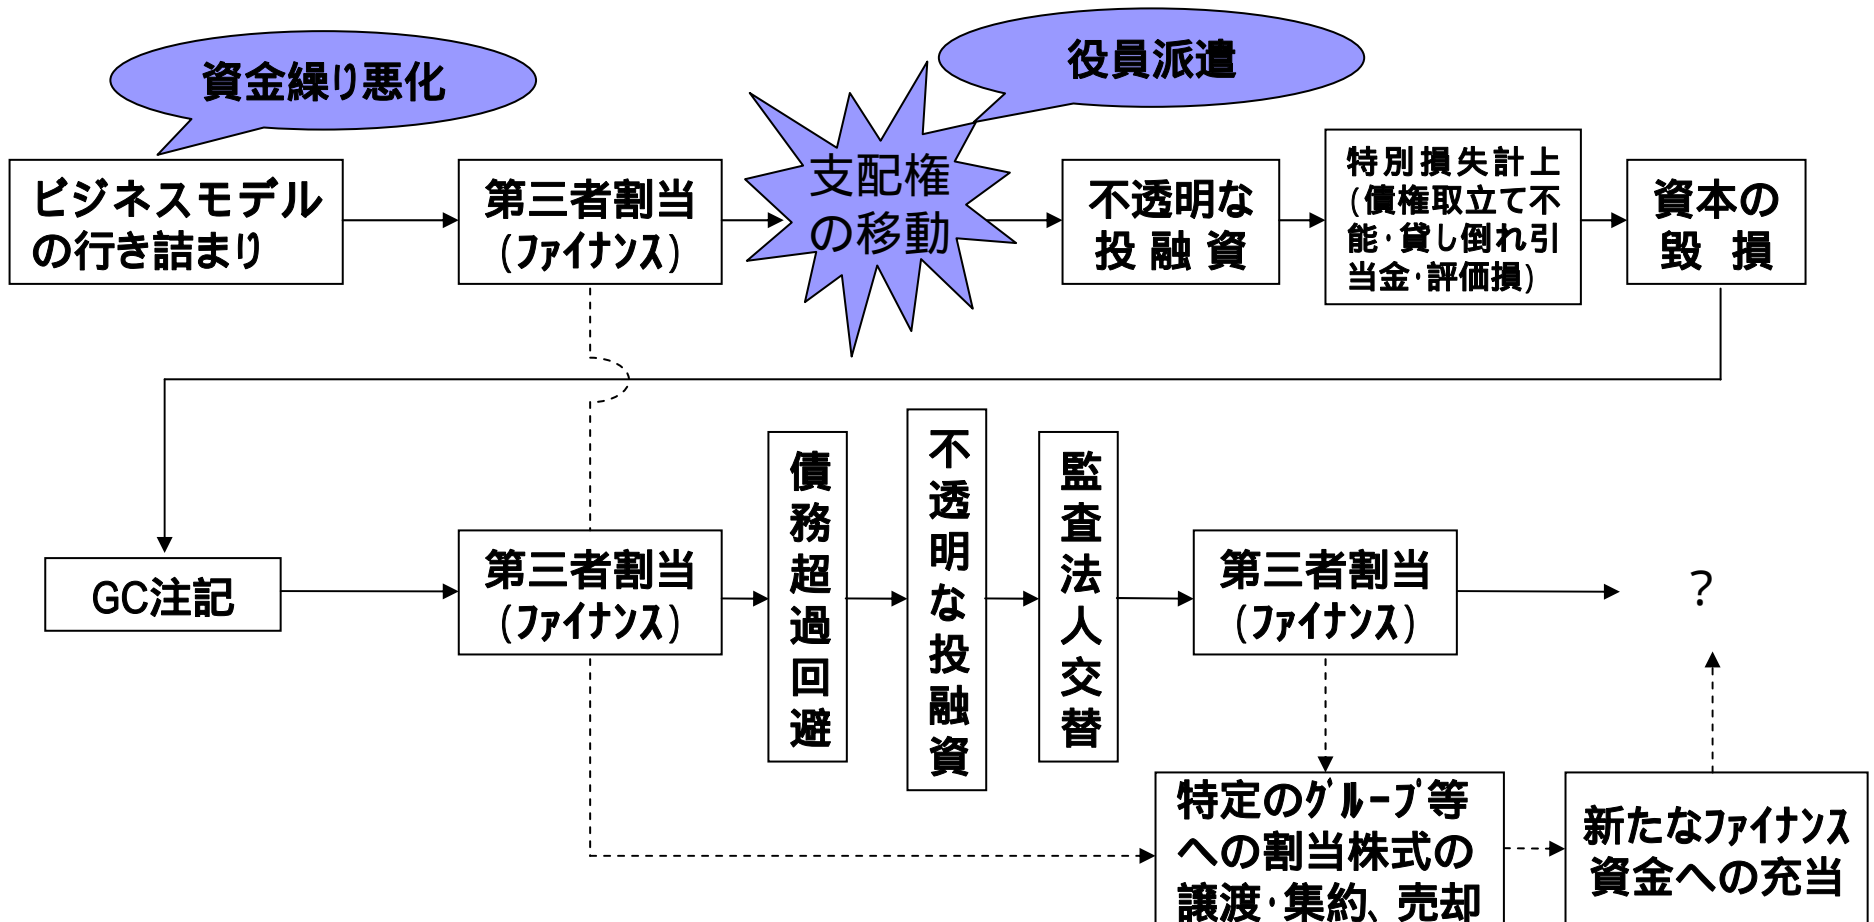 資金繰り悪化
役員派遣
ビジネスモデル
の行き詰まり
第三者割当
(ファイナンス)
支配権
の移動
不透明な
投融資
特別損失計上
(債権取立て不
能・貸し倒れ引
当金・評価損)
資本の
毀損
GC注記
第三者割当
(ファイナンス)
債務超過回避
不透明な投融資
監査法人交替
第三者割当
(ファイナンス)
?
特定のグループ等
への割当株式の
譲渡・集約、売却
新たなファイナンス
資金への充当